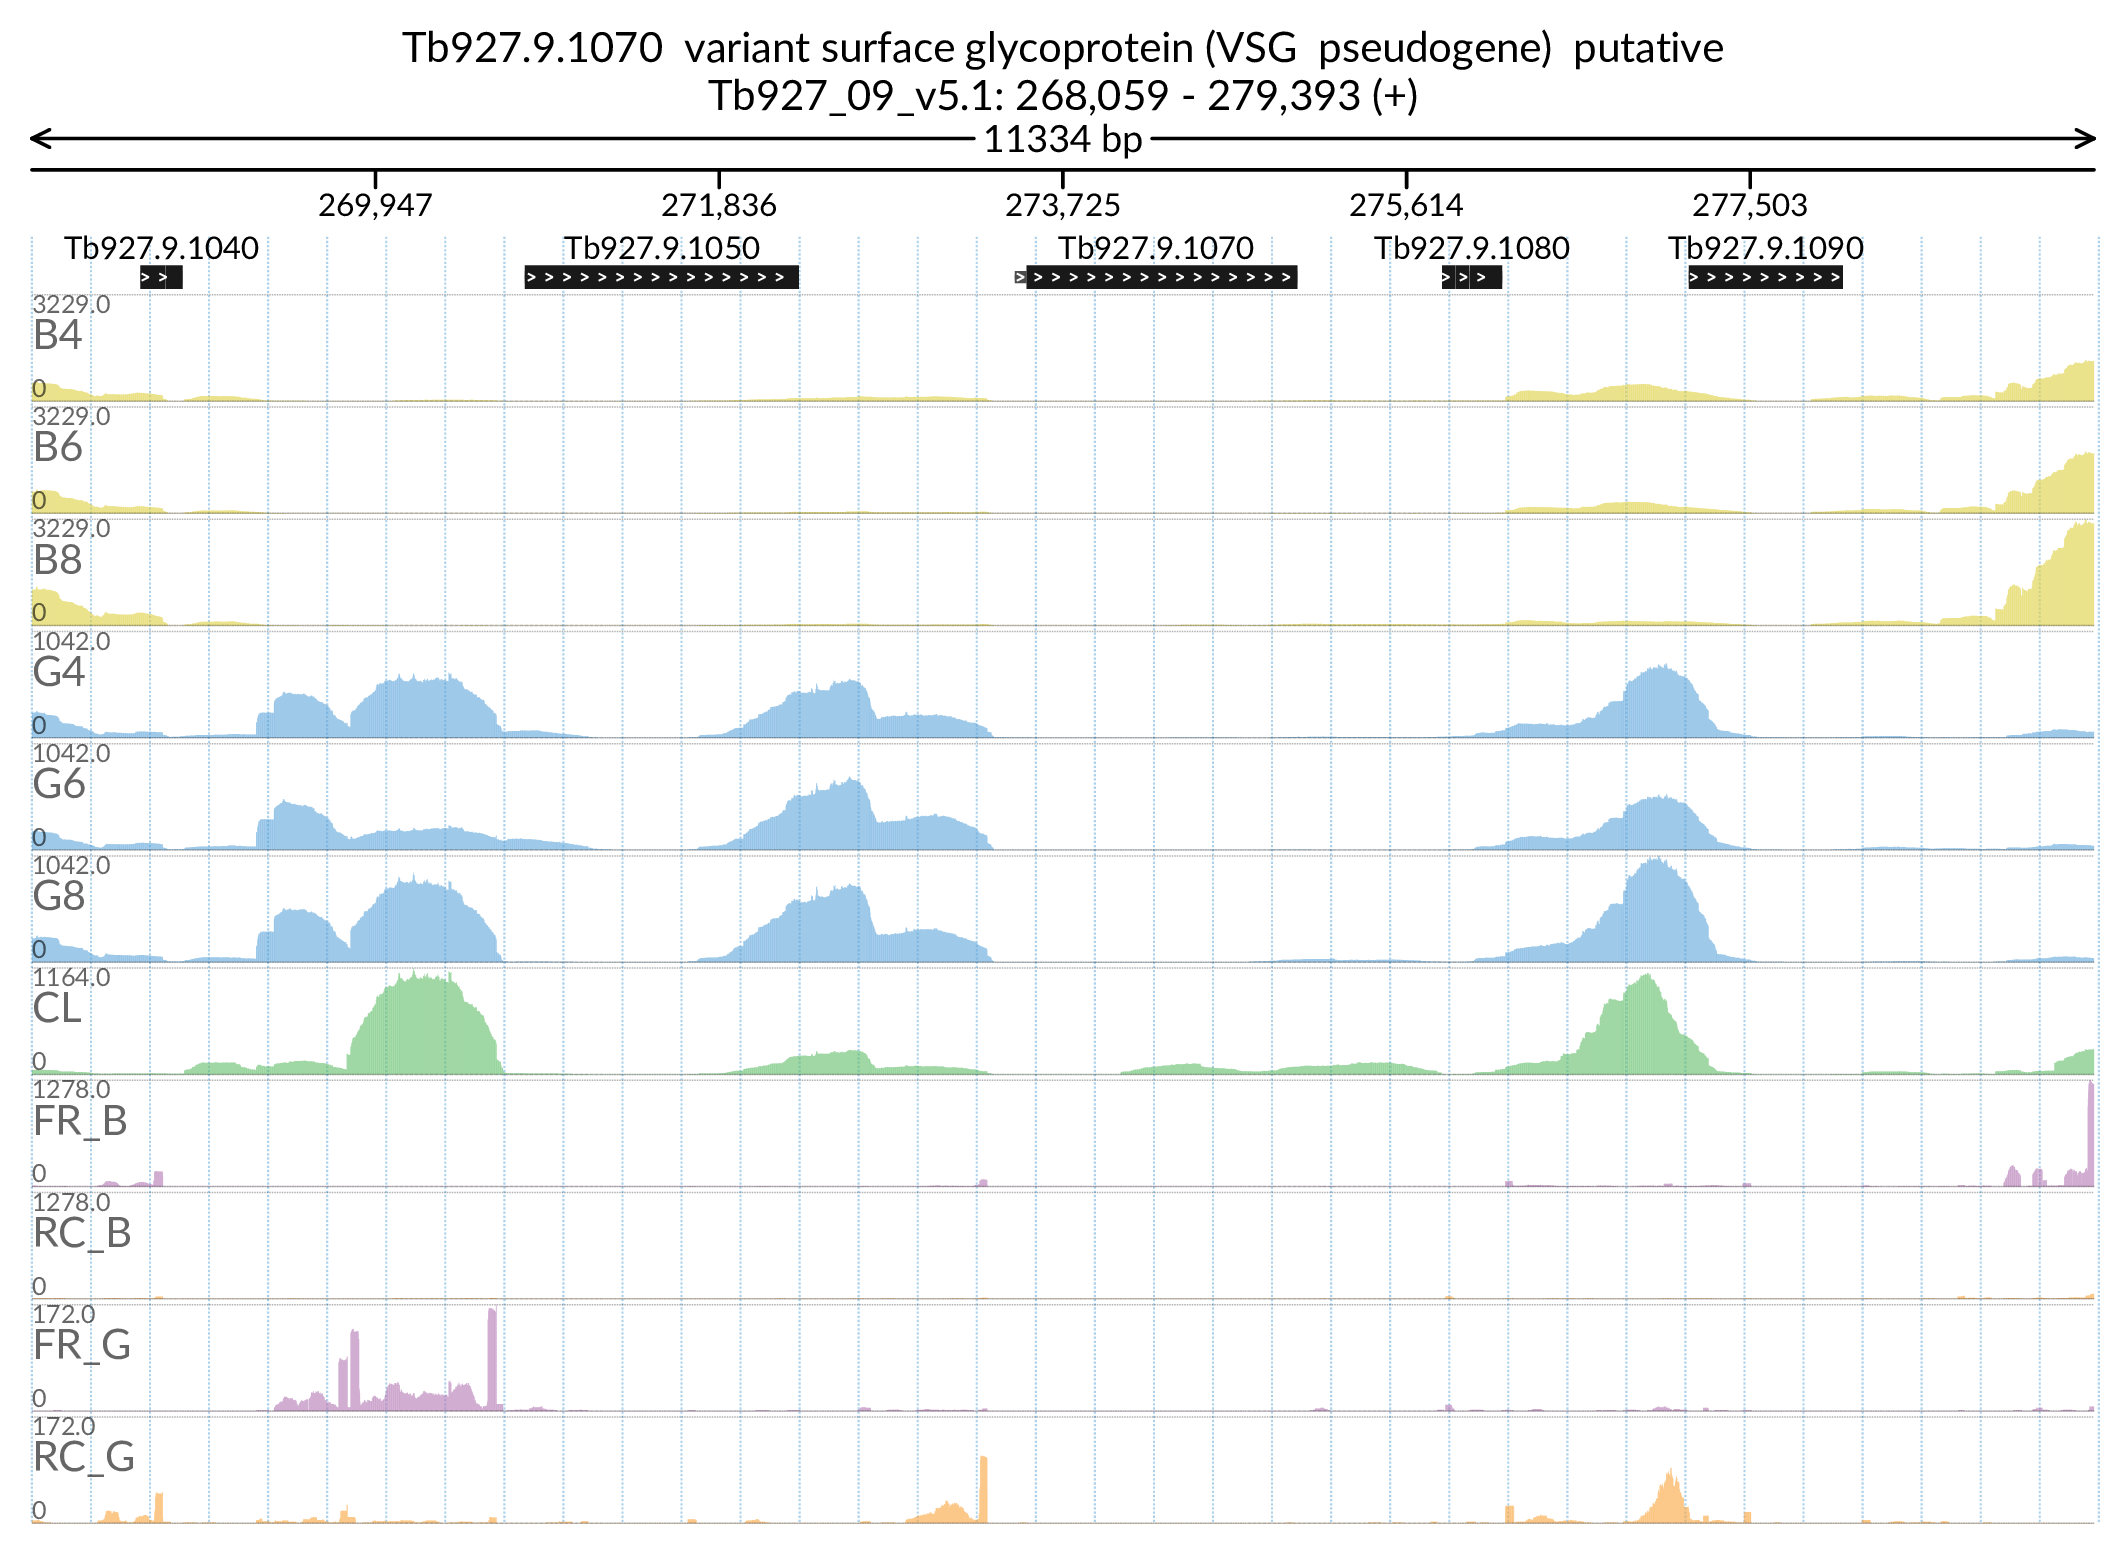 Tb927.9.1070 variant surface glycoprotein (VSG pseudogene) putative
Tb927_09_v5.1: 268,059 - 279,393 (+)
11334 bp
269,947 271,836 273,725 275,614 277,503
Tb927.9.1040 Tb927.9.1050 Tb927.9.1070 Tb927.9.1080 Tb927.9.1090
3229.0
B4
0
3229.0
B6
0
3229.0
B8
0
1042.0
G4
0
1042.0
G6
0
1042.0
G8
0
1164.0
CL
0
1278.0
FR_B
0
1278.0
RC_B
0
172.0
FR_G
0
172.0
RC_G
0